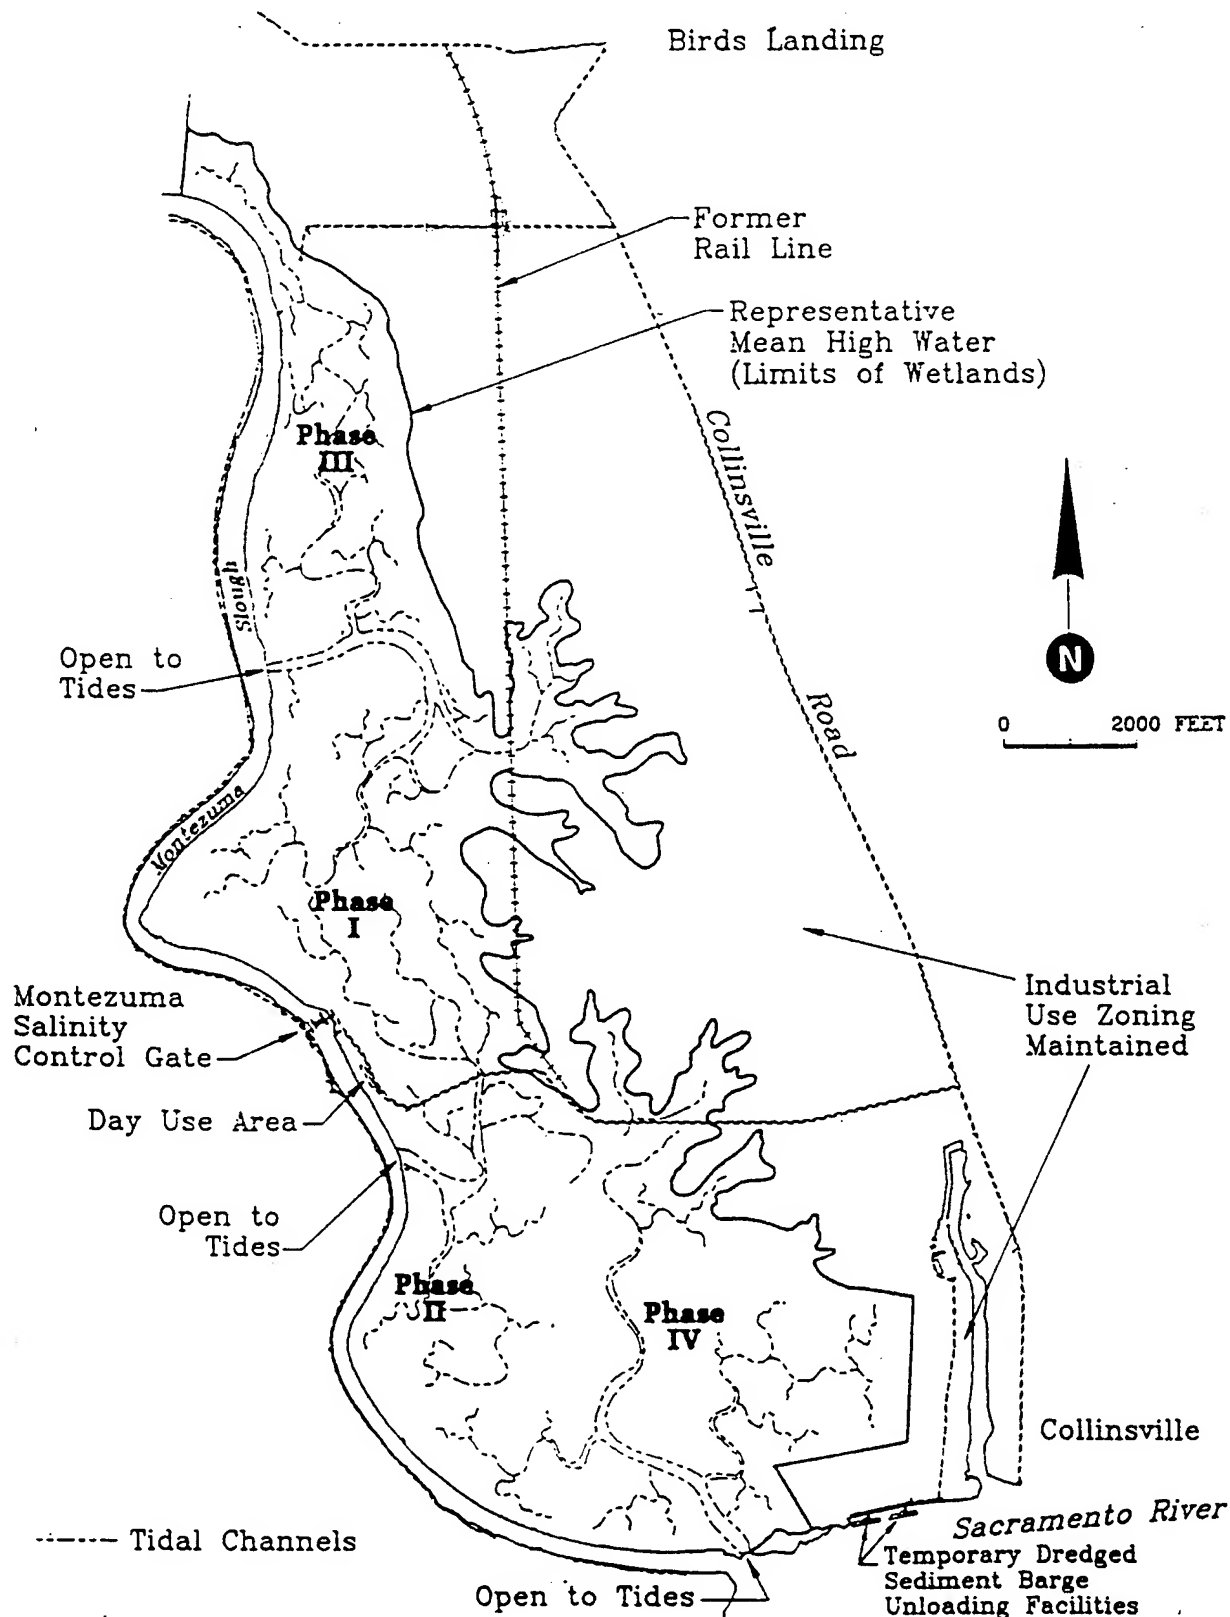 Birds Landing
Former
Rail Line
Representative
Mean High Water
(Limits of Wetlands)
Collinsville
Road
Phase
III
Slough
N
Open to
Tides
0 2000 FEET
Montezuma
Phase
I
Montezuma
Salinity
Control Gate
Industrial
Use Zoning
Maintained
Day Use Area
Open to
Tides
Phase
II
Phase
IV
Collinsville
Sacramento River
Tidal Channels
Temporary Dredged
Sediment Barge
Unloading Facilities
Open to Tides